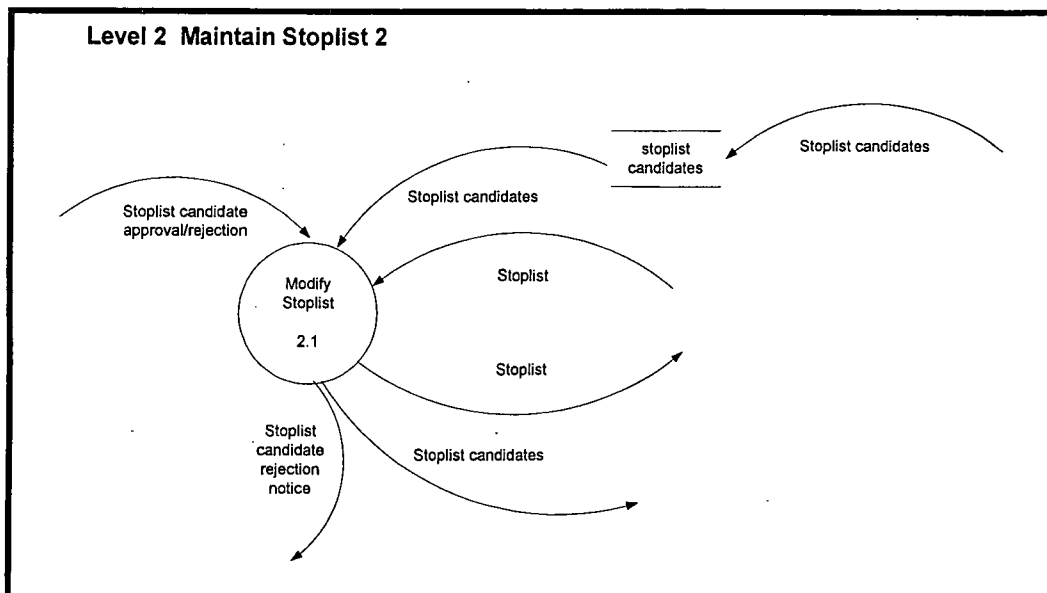 Level 2 Maintain Stoplist 2
stoplist
candidates
Stoplist candidates
Stoplist candidates
Stoplist candidate
approval/rejection
Modify
Stoplist
2.1
Stoplist
Stoplist
Stoplist
candidate
rejection
notice
Stoplist candidates